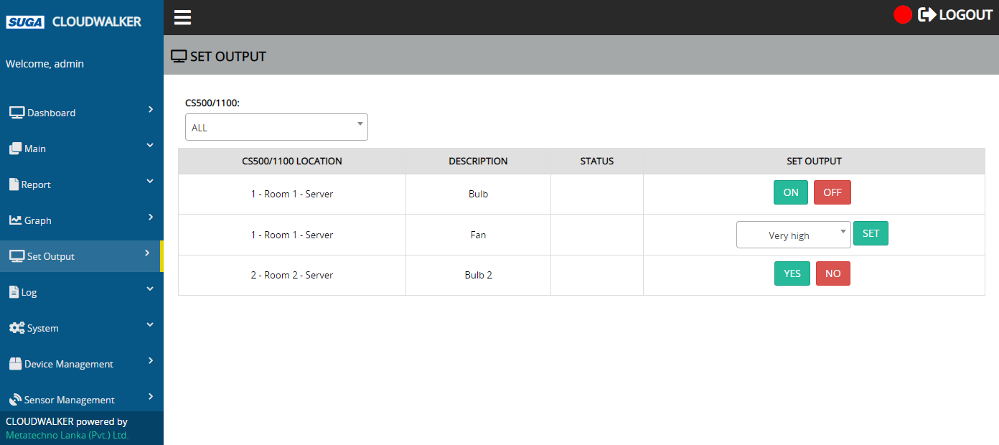 SUGA CLOUDWALKER
LOGOUT
Welcome, admin
SET OUTPUT
Dashboard
Main
Report
Graph
Set Output
Log
System
Device Management
Sensor Management
CLOUDWALKER powered by
Metatechno Lanka (Pvt.) Ltd.
CS500/1100:
ALL
CS500/1100 LOCATION DESCRIPTION STATUS SET OUTPUT
1 - Room 1 - Server Bulb ON OFF
1 - Room 1 - Server Fan Very high SET
2 - Room 2 - Server Bulb 2 YES NO